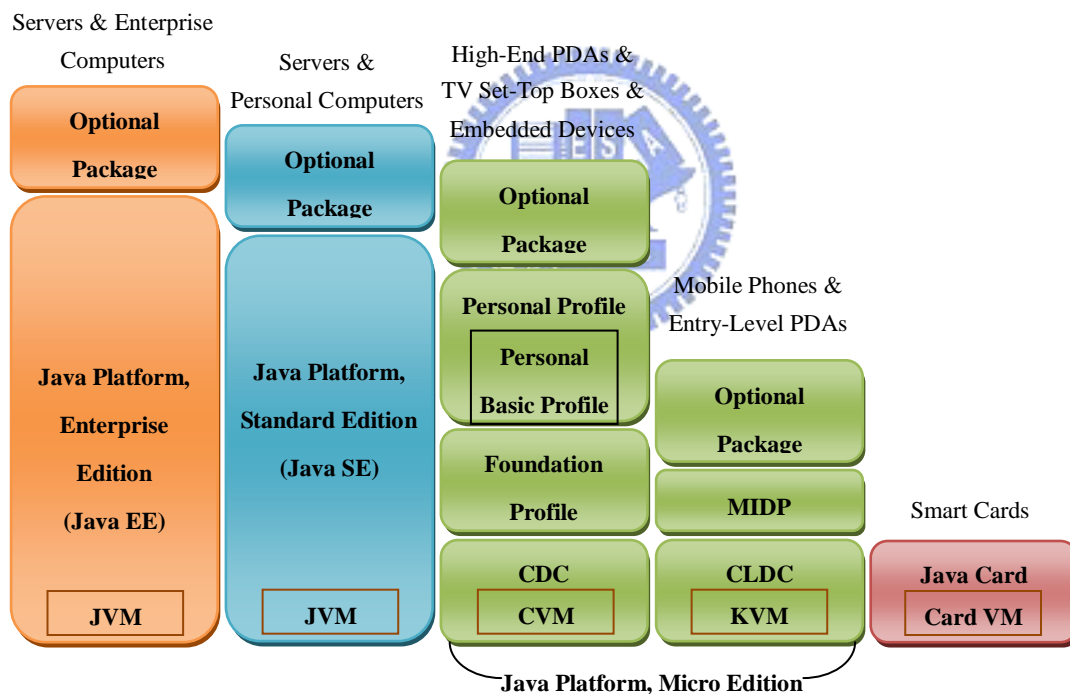 Servers & Enterprise
Computers
Optional
Package
Java Platform,
Enterprise
Edition
(Java EE)
JVM
Servers &
Personal Computers
Optional
Package
Java Platform,
Standard Edition
(Java SE)
JVM
High-End PDAs &
TV Set-Top Boxes &
Embedded Devices
Optional
Package
Personal Profile
Personal
Basic Profile
Foundation
Profile
CDC
CVM
Mobile Phones &
Entry-Level PDAs
Optional
Package
MIDP
CLDC
KVM
Smart Cards
Java Card
Card VM
Java Platform, Micro Edition
E S A